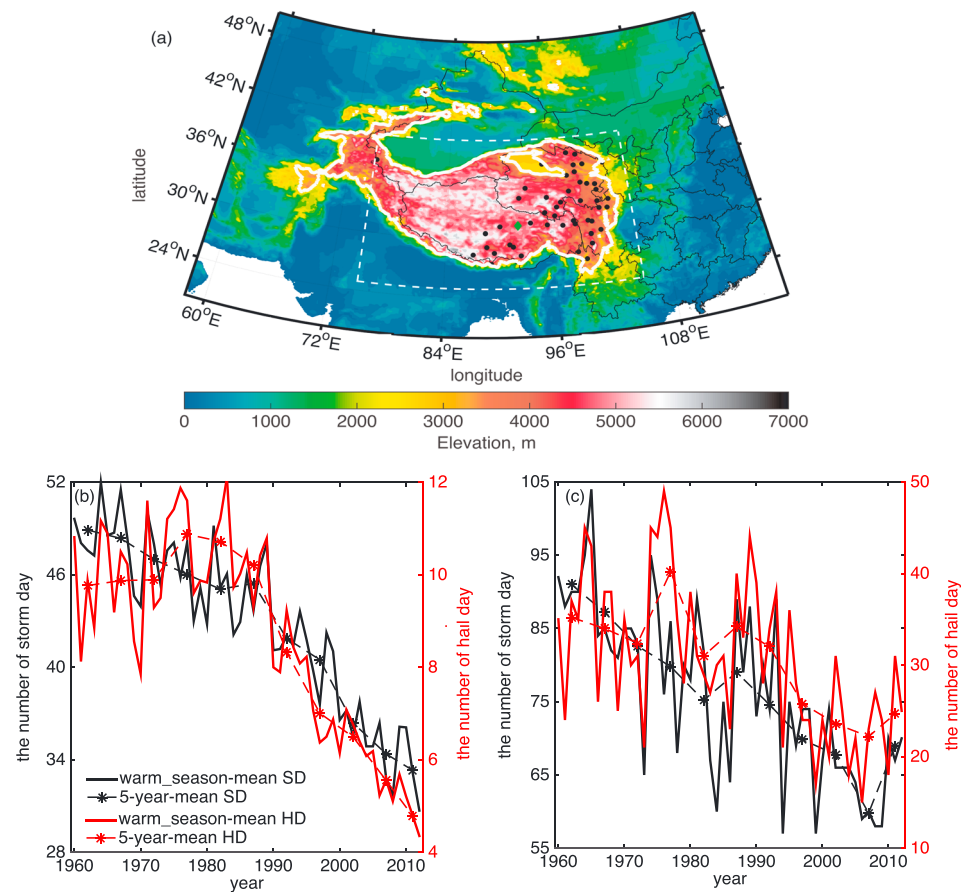 (a)
48°N
42°N
36°N
30°N
24°N
latitude
60°E
72°E
84°E
96°E
108°E
longitude
0 1000 2000 3000 4000 5000 6000 7000
Elevation, m
(b)
52
46
40
34
28
the number of storm day
12
10
8
6
4
the number of hail day
warm_season-mean SD
5-year-mean SD
warm_season-mean HD
5-year-mean HD
1960 1970 1980 1990 2000 2010
year
(c)
105
95
85
75
65
55
the number of storm day
50
40
30
20
10
the number of hail day
1960 1970 1980 1990 2000 2010
year